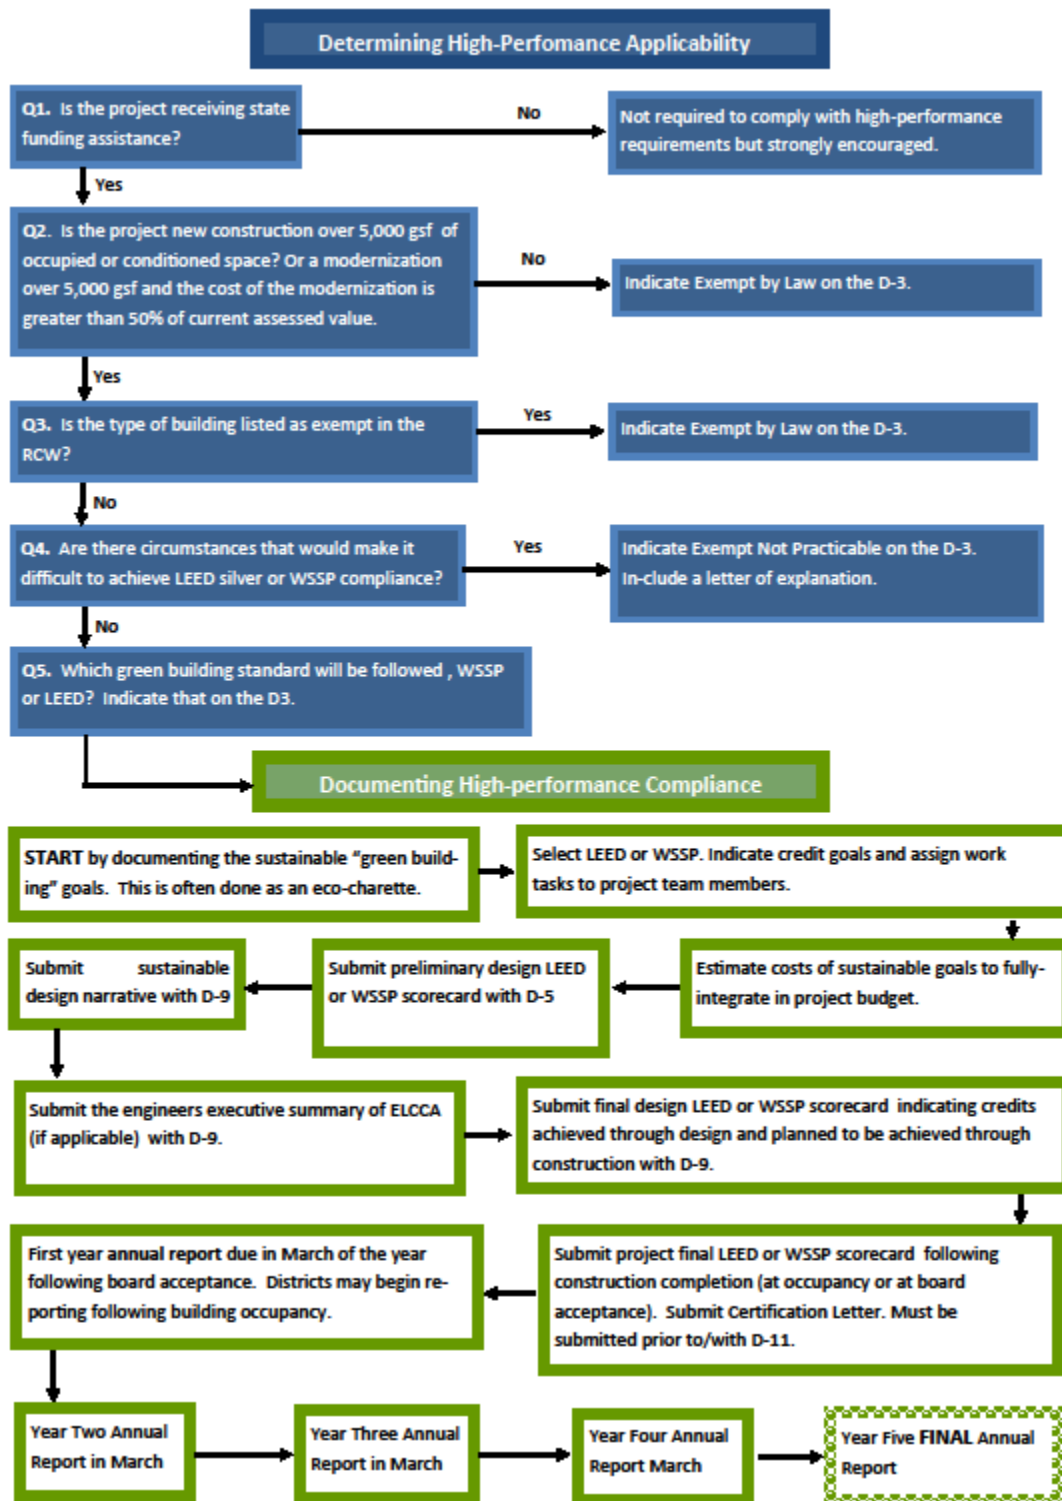 Determining High-Perfomance Applicability
Q1. Is the project receiving state
funding assistance?
No
Not required to comply with high-performance
requirements but strongly encouraged.
Yes
Q2. Is the project new construction over 5,000 gsf of
occupied or conditioned space? Or a modernization
over 5,000 gsf and the cost of the modernization is
greater than 50% of current assessed value.
No
Indicate Exempt by Law on the D-3.
Yes
Q3. Is the type of building listed as exempt in the
RCW?
Yes
Indicate Exempt by Law on the D-3.
No
Q4. Are there circumstances that would make it
difficult to achieve LEED silver or WSSP compliance?
Yes
Indicate Exempt Not Practicable on the D-3.
In-clude a letter of explanation.
No
Q5. Which green building standard will be followed , WSSP
or LEED? Indicate that on the D3.
Documenting High-performance Compliance
START by documenting the sustainable “green build-
ing” goals. This is often done as an eco-charette.
Select LEED or WSSP. Indicate credit goals and assign work
tasks to project team members.
Estimate costs of sustainable goals to fully-
integrate in project budget.
Submit preliminary design LEED
or WSSP scorecard with D-5
Submit sustainable
design narrative with D-9
Submit the engineers executive summary of ELCCA
(if applicable) with D-9.
Submit final design LEED or WSSP scorecard indicating credits
achieved through design and planned to be achieved through
construction with D-9.
Submit project final LEED or WSSP scorecard following
construction completion (at occupancy or at board
acceptance). Submit Certification Letter. Must be
submitted prior to/with D-11.
First year annual report due in March of the year
following board acceptance. Districts may begin re-
porting following building occupancy.
Year Two Annual
Report in March
Year Three Annual
Report in March
Year Four Annual
Report March
Year Five FINAL Annual
Report